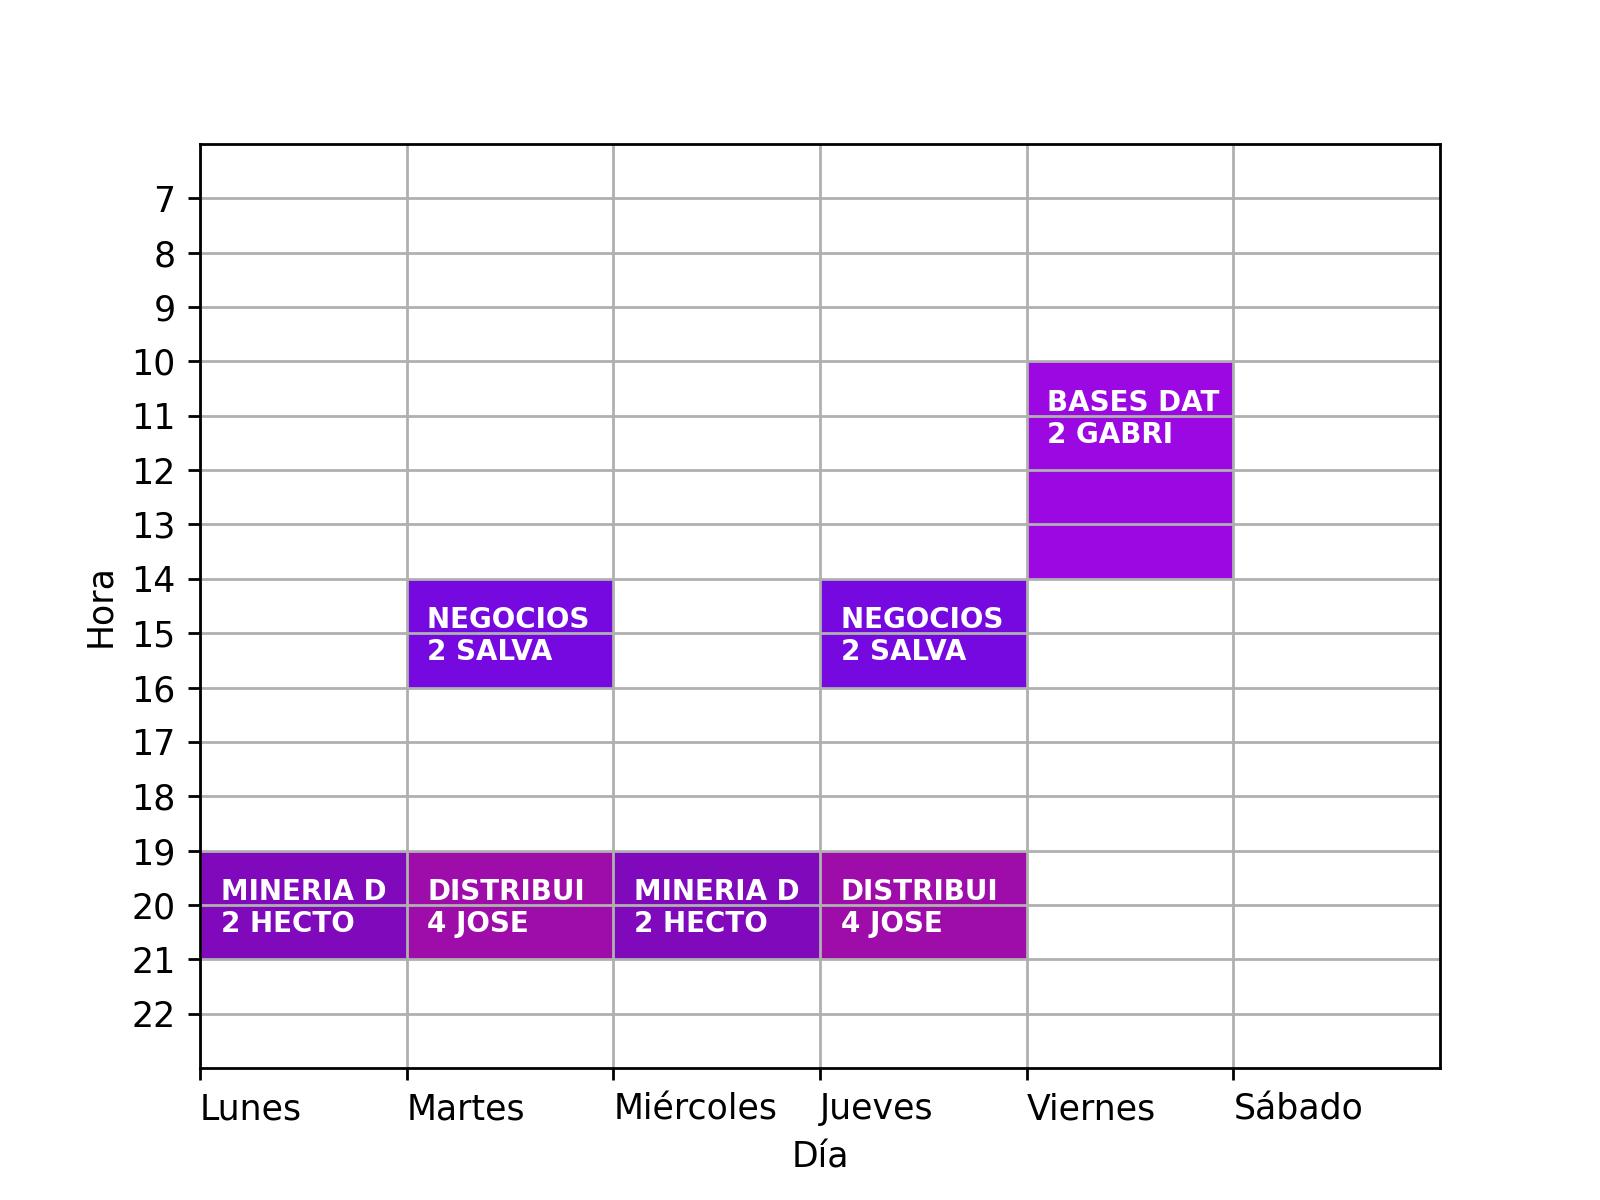 7
8
9
10
11
12
13
14
15
16
17
18
19
20
21
22
Hora
BASES DAT
2 GABRI
NEGOCIOS
2 SALVA
NEGOCIOS
2 SALVA
MINERIA D
2 HECTO
DISTRIBUI
4 JOSE
MINERIA D
2 HECTO
DISTRIBUI
4 JOSE
Lunes Martes Miércoles Jueves Viernes Sábado
Día